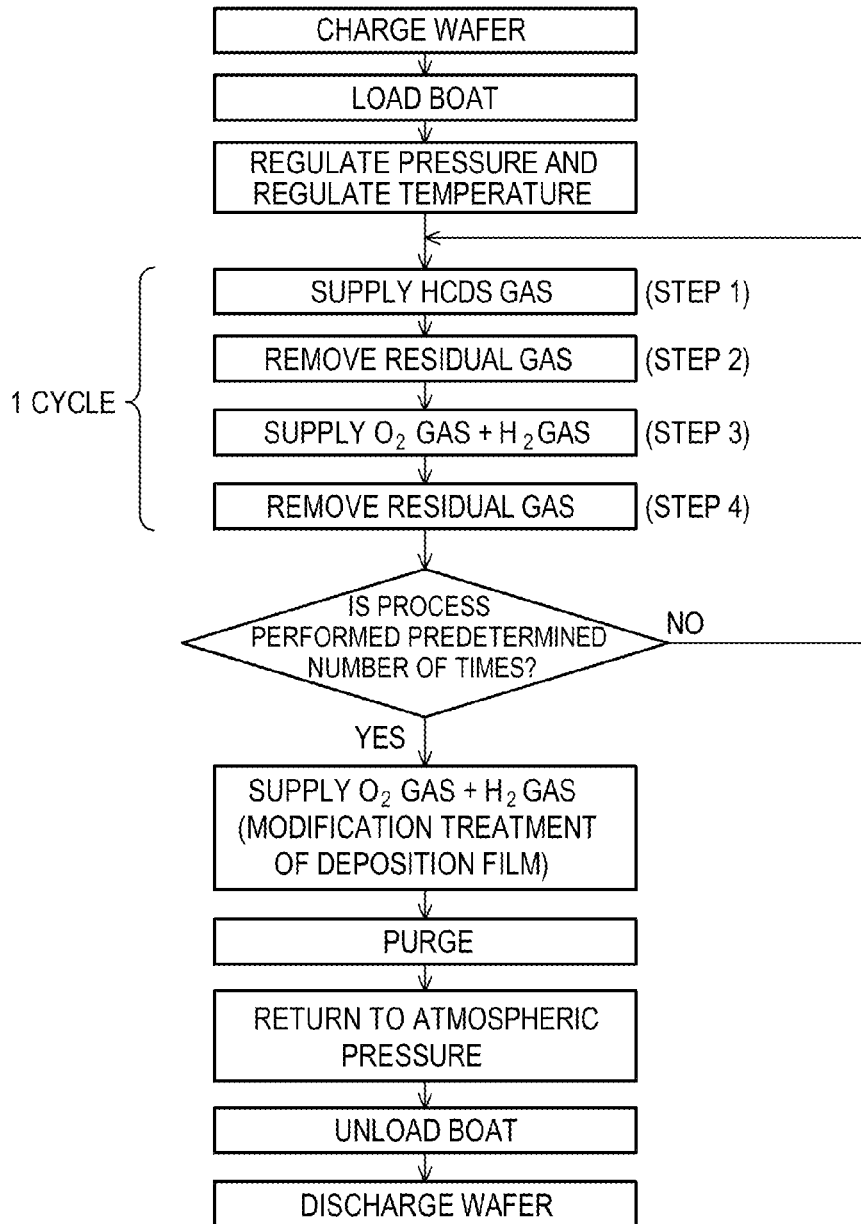 CHARGE WAFER
LOAD BOAT
REGULATE PRESSURE AND
REGULATE TEMPERATURE
SUPPLY HCDS GAS (STEP 1)
REMOVE RESIDUAL GAS (STEP 2)
1 CYCLE
SUPPLY O₂ GAS + H₂ GAS (STEP 3)
REMOVE RESIDUAL GAS (STEP 4)
IS PROCESS
PERFORMED PREDETERMINED
NUMBER OF TIMES?
NO
YES
SUPPLY O₂ GAS + H₂ GAS
(MODIFICATION TREATMENT
OF DEPOSITION FILM)
PURGE
RETURN TO ATMOSPHERIC
PRESSURE
UNLOAD BOAT
DISCHARGE WAFER